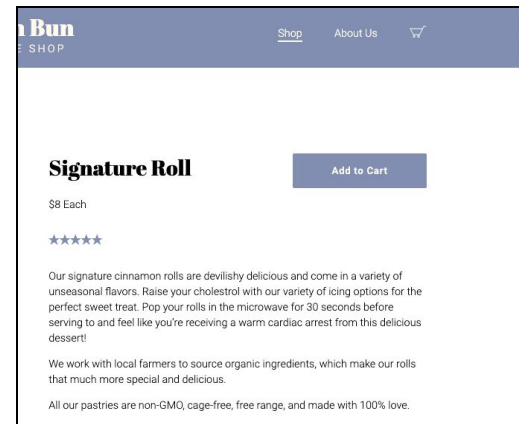 n Bun
E SHOP
Shop
About Us
Signature Roll
Add to Cart
$8 Each
Our signature cinnamon rolls are devilishy delicious and come in a variety of
unseasonal flavors. Raise your cholestrol with our variety of icing options for the
perfect sweet treat. Pop your rolls in the microwave for 30 seconds before
serving to and feel like you're receiving a warm cardiac arrest from this delicious
dessert!
We work with local farmers to source organic ingredients, which make our rolls
that much more special and delicious.
All our pastries are non-GMO, cage-free, free range, and made with 100% love.